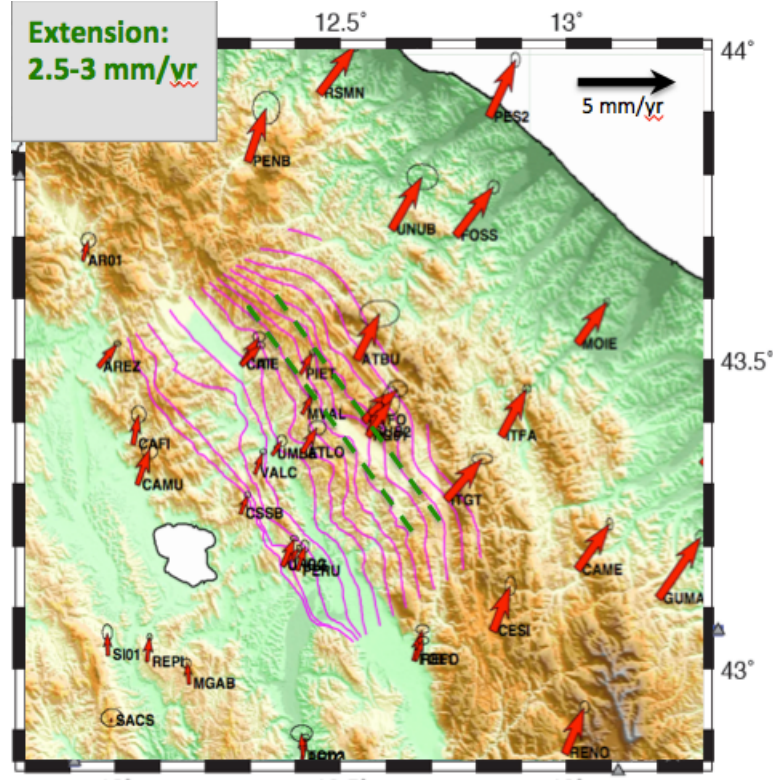 12.5° 13°
Extension:
2.5-3 mm/yr
44°
RSMN
PES2
5 mm/yr
PENB
UNUB
FOSS
AR01
MOIE
ATBU
43.5°
AREZ
PIET
MVAL
ITFA
CAFI
UMBE
ATLO
VALC
CAMU
ITGT
CSSB
PERU
CAME
GUMA
CESI
SI01
REPI
MGAB
43°
SACS
RENO